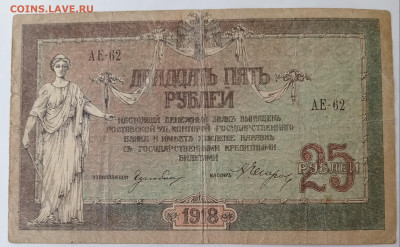 COINS.LAVE.RU
АЕ-62
ДВАДЦАТЬ ПЯТЬ
РУБЛЕЙ
АЕ-62
НАСТОЯЩІЙ ДЕНЕЖНЫЙ ЗНАКЪ ВЫПУЩЕНЪ
РОСТОВСКОЙ Н/Д. КОНТОРОЙ ГОСУДАРСТВЕННАГО
БАНКА И ИМѢЕТЪ ХОЖДЕНІЕ НАРАВНѢ
СЪ ГОСУДАРСТВЕННЫМИ КРЕДИТНЫМИ
БИЛЕТАМИ
УПРАВЛЯЮЩІЙ
КАССИРЪ
25
РУБЛЕЙ
1918